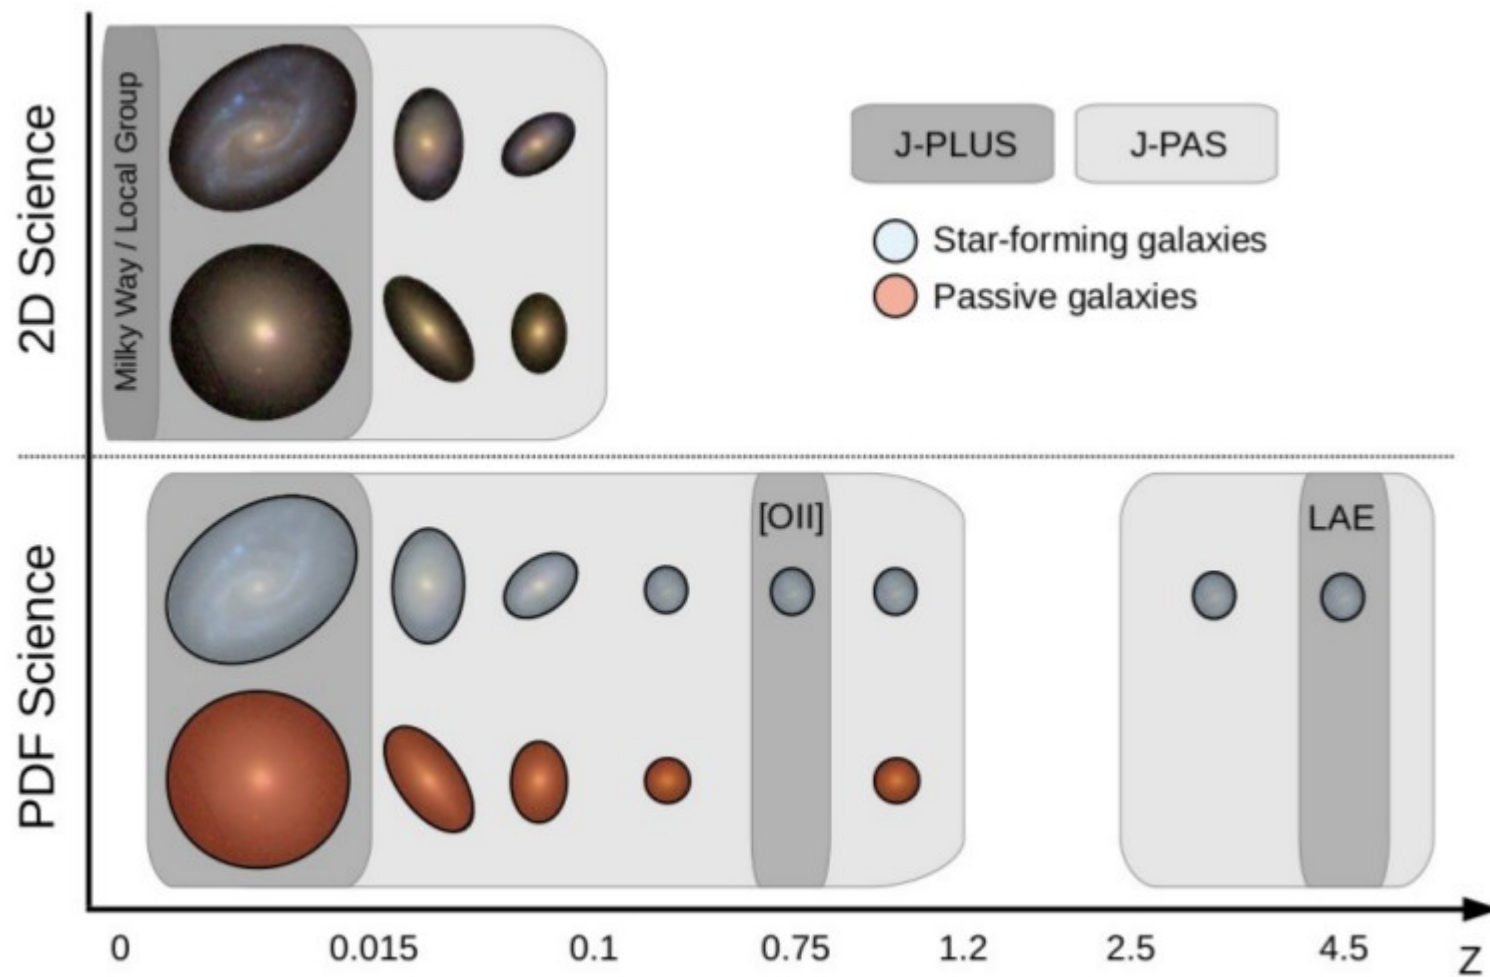 2D Science
Milky Way / Local Group
J-PLUS
J-PAS
Star-forming galaxies
Passive galaxies
PDF Science
[OII]
LAE
0 0.015 0.1 0.75 1.2 2.5 4.5 Z